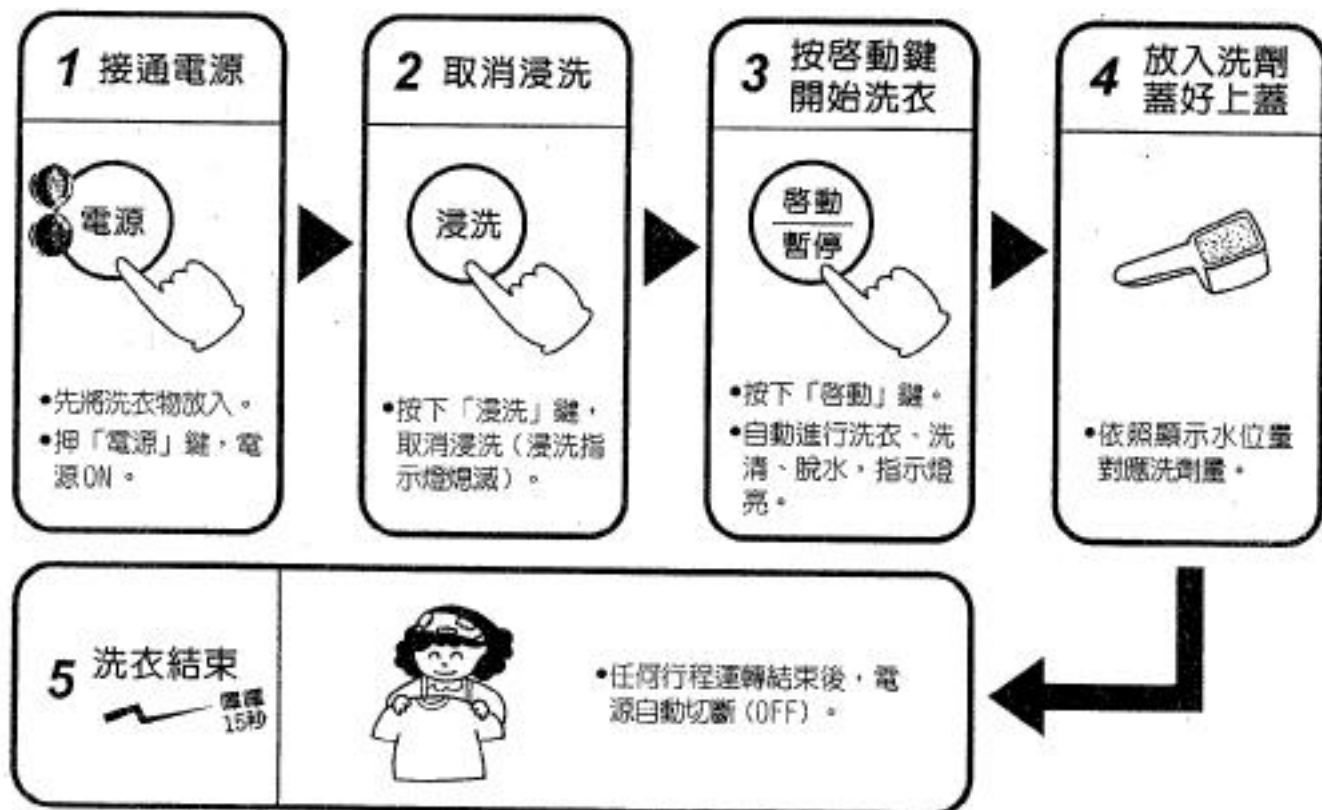 1 接通電源
電源
•先將洗衣物放入。
•押「電源」鍵，電
源ON。
2 取消浸洗
浸洗
•按下「浸洗」鍵，
取消浸洗（浸洗指
示燈熄滅）。
3 按啓動鍵
開始洗衣
啓動
暫停
•按下「啓動」鍵。
•自動進行洗衣、洗
清、脫水，指示燈
亮。
4 放入洗劑
蓋好上蓋
•依照顯示水位量
對應洗劑量。
5 洗衣結束
15秒
•任何行程運轉結束後，電
源自動切斷(OFF)。